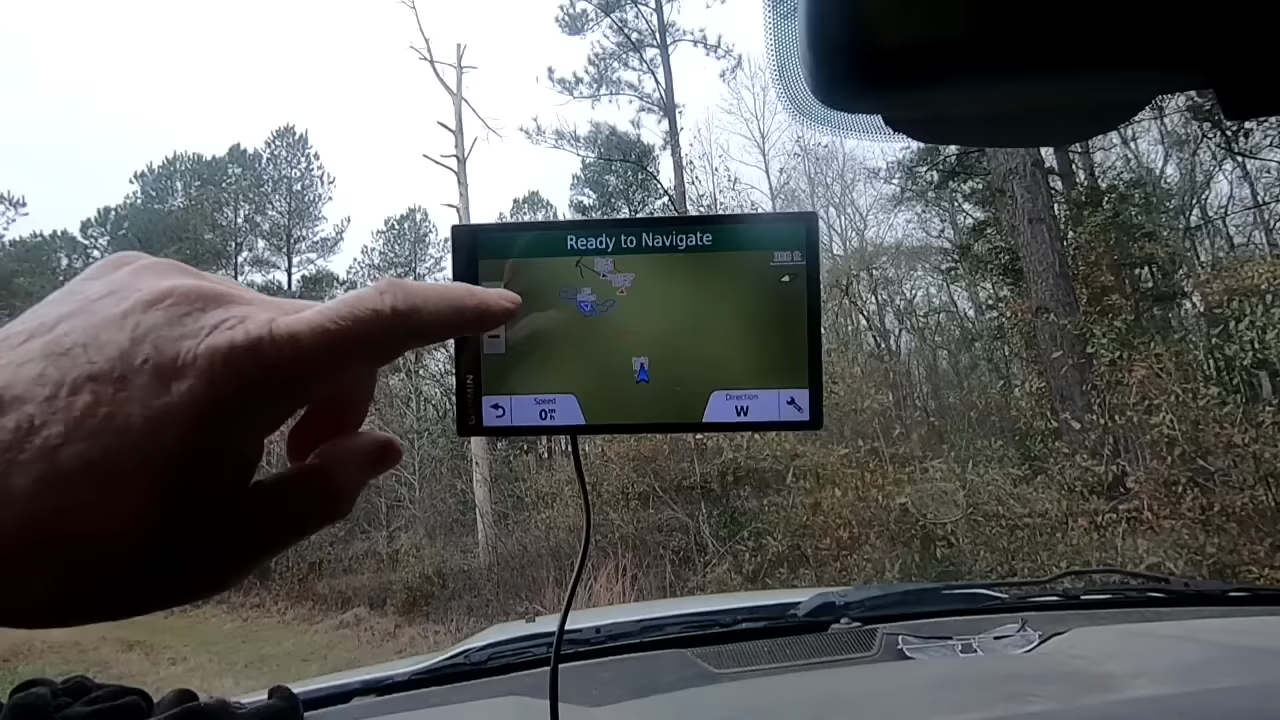 Ready to Navigate
Speed
0 m/h
Direction
W
GARMIN